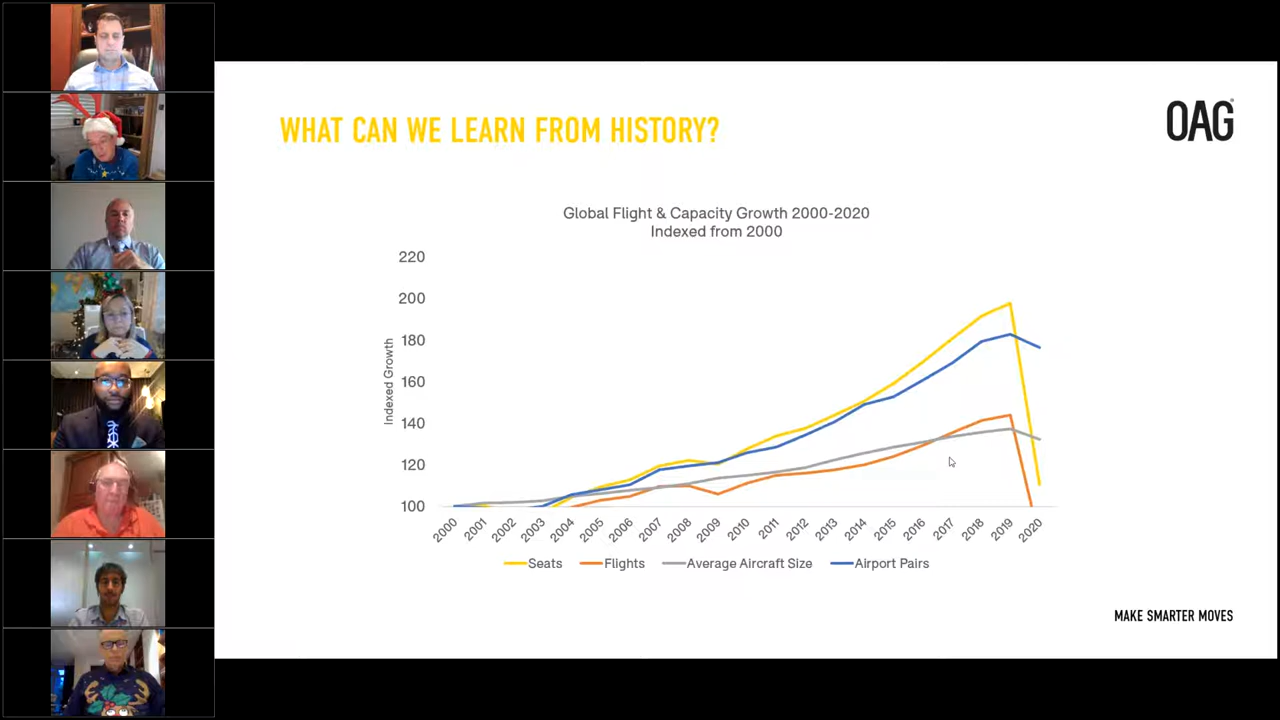 WHAT CAN WE LEARN FROM HISTORY?
OAG
Global Flight & Capacity Growth 2000-2020
Indexed from 2000
Indexed Growth
220
200
180
160
140
120
100
2000 2001 2002 2003 2004 2005 2006 2007 2008 2009 2010 2011 2012 2013 2014 2015 2016 2017 2018 2019 2020
Seats Flights Average Aircraft Size Airport Pairs
MAKE SMARTER MOVES